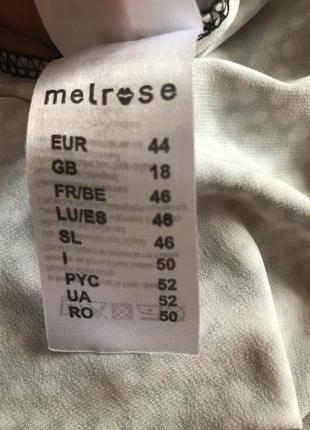 melrose
EUR 44
GB 18
FR/BE 46
LU/ES 46
SL 46
I 50
РУС 52
UA 52
RO 50